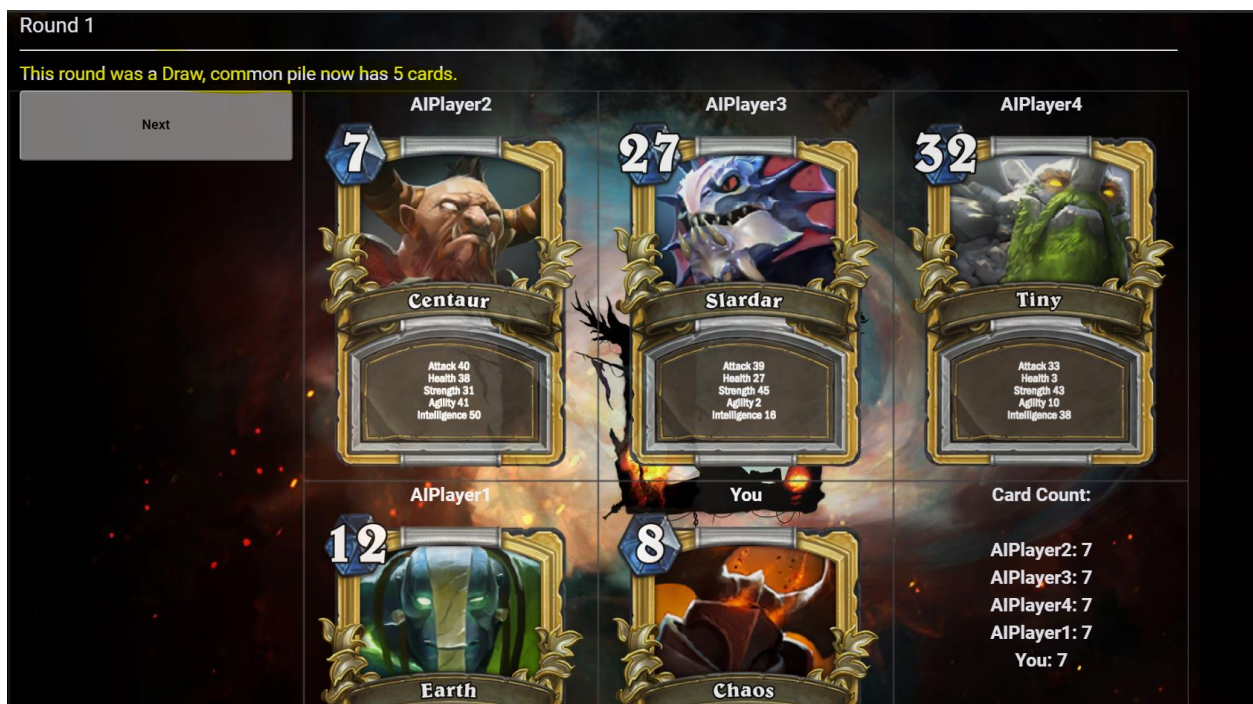 Round 1
This round was a Draw, common pile now has 5 cards.
Next
AIPlayer2
7
Centaur
Attack 40
Health 38
Strength 31
Agility 41
Intelligence 50
AIPlayer3
27
Slardar
Attack 39
Health 27
Strength 45
Agility 2
Intelligence 16
AIPlayer4
32
Tiny
Attack 33
Health 3
Strength 43
Agility 10
Intelligence 38
AIPlayer1
12
Earth
You
8
Chaos
Card Count:
AIPlayer2: 7
AIPlayer3: 7
AIPlayer4: 7
AIPlayer1: 7
You: 7